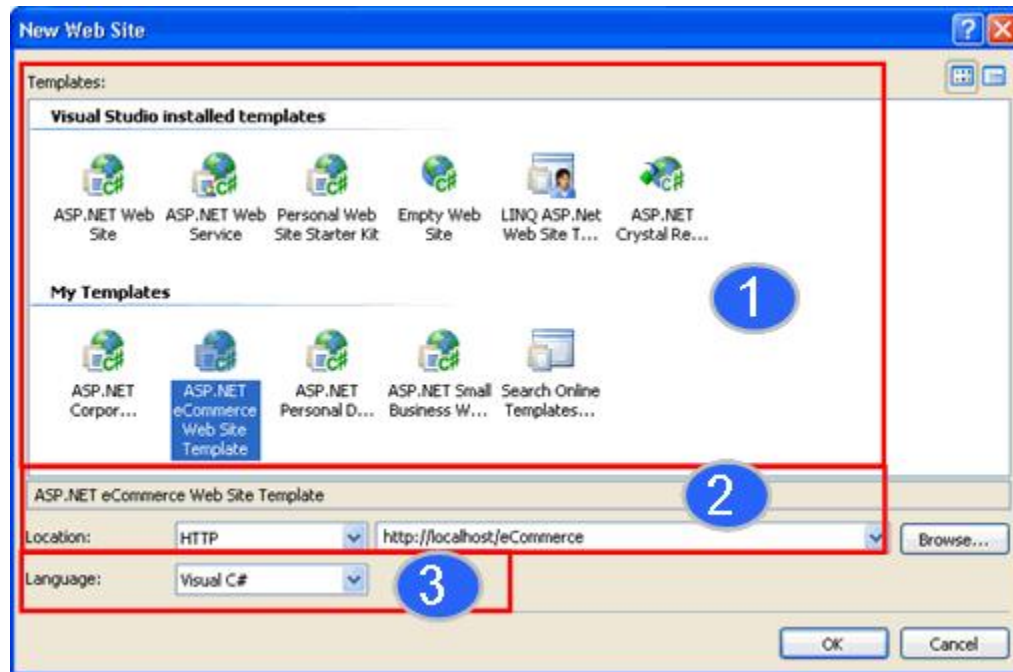 New Web Site
Templates:
Visual Studio installed templates
ASP.NET Web Site
ASP.NET Web Service
Personal Web Site Starter Kit
Empty Web Site
LINQ ASP.Net Web Site T...
ASP.NET Crystal Re...
1
My Templates
ASP.NET Corpor...
ASP.NET eCommerce Web Site Template
ASP.NET Personal D...
ASP.NET Small Business W...
Search Online Templates...
ASP.NET eCommerce Web Site Template
2
Location: HTTP http://localhost/eCommerce Browse...
Language: Visual C# 3
OK Cancel